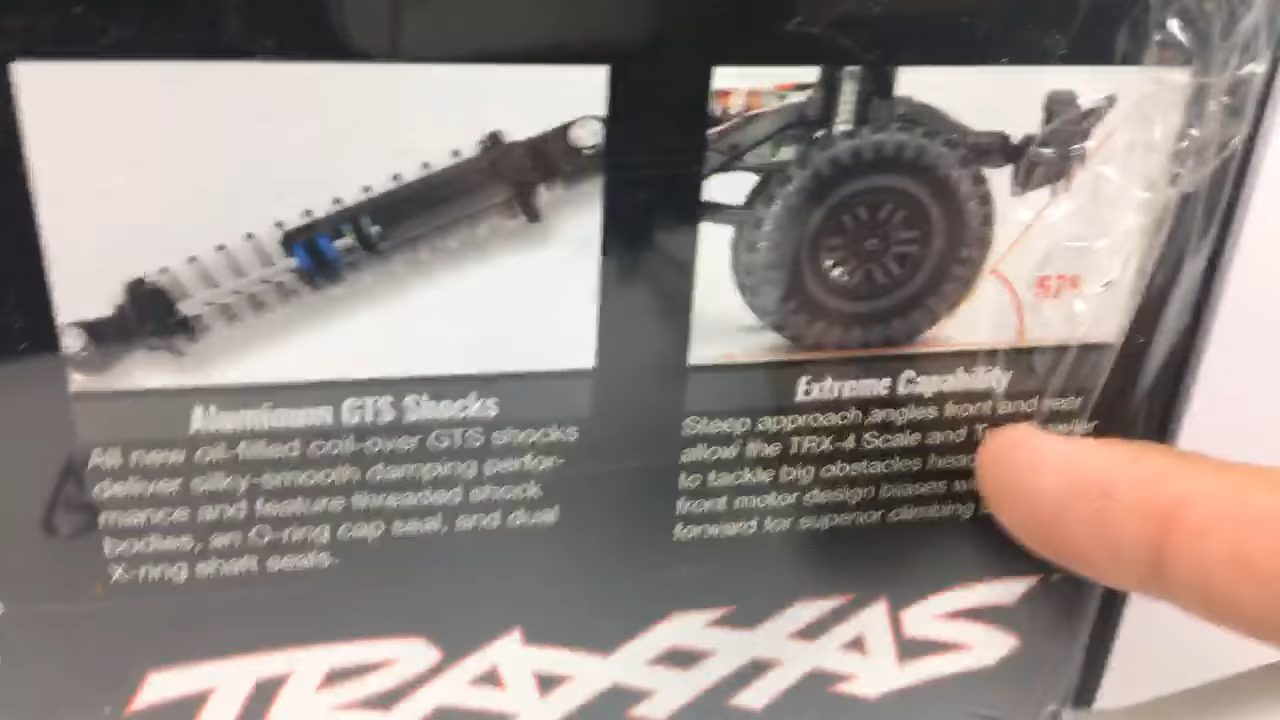 57°
Aluminum GTS Shocks
All new oil-filled coil-over GTS shocks
deliver silky-smooth damping perfor-
mance and feature threaded shock
bodies, an O-ring cap seal, and dual
X-ring shaft seals.
Extreme Capability
Steep approach angles front and rear
allow the TRX-4 Scale and
to tackle big obstacles
front motor design biases
forward for superior climbing
TRAXXAS